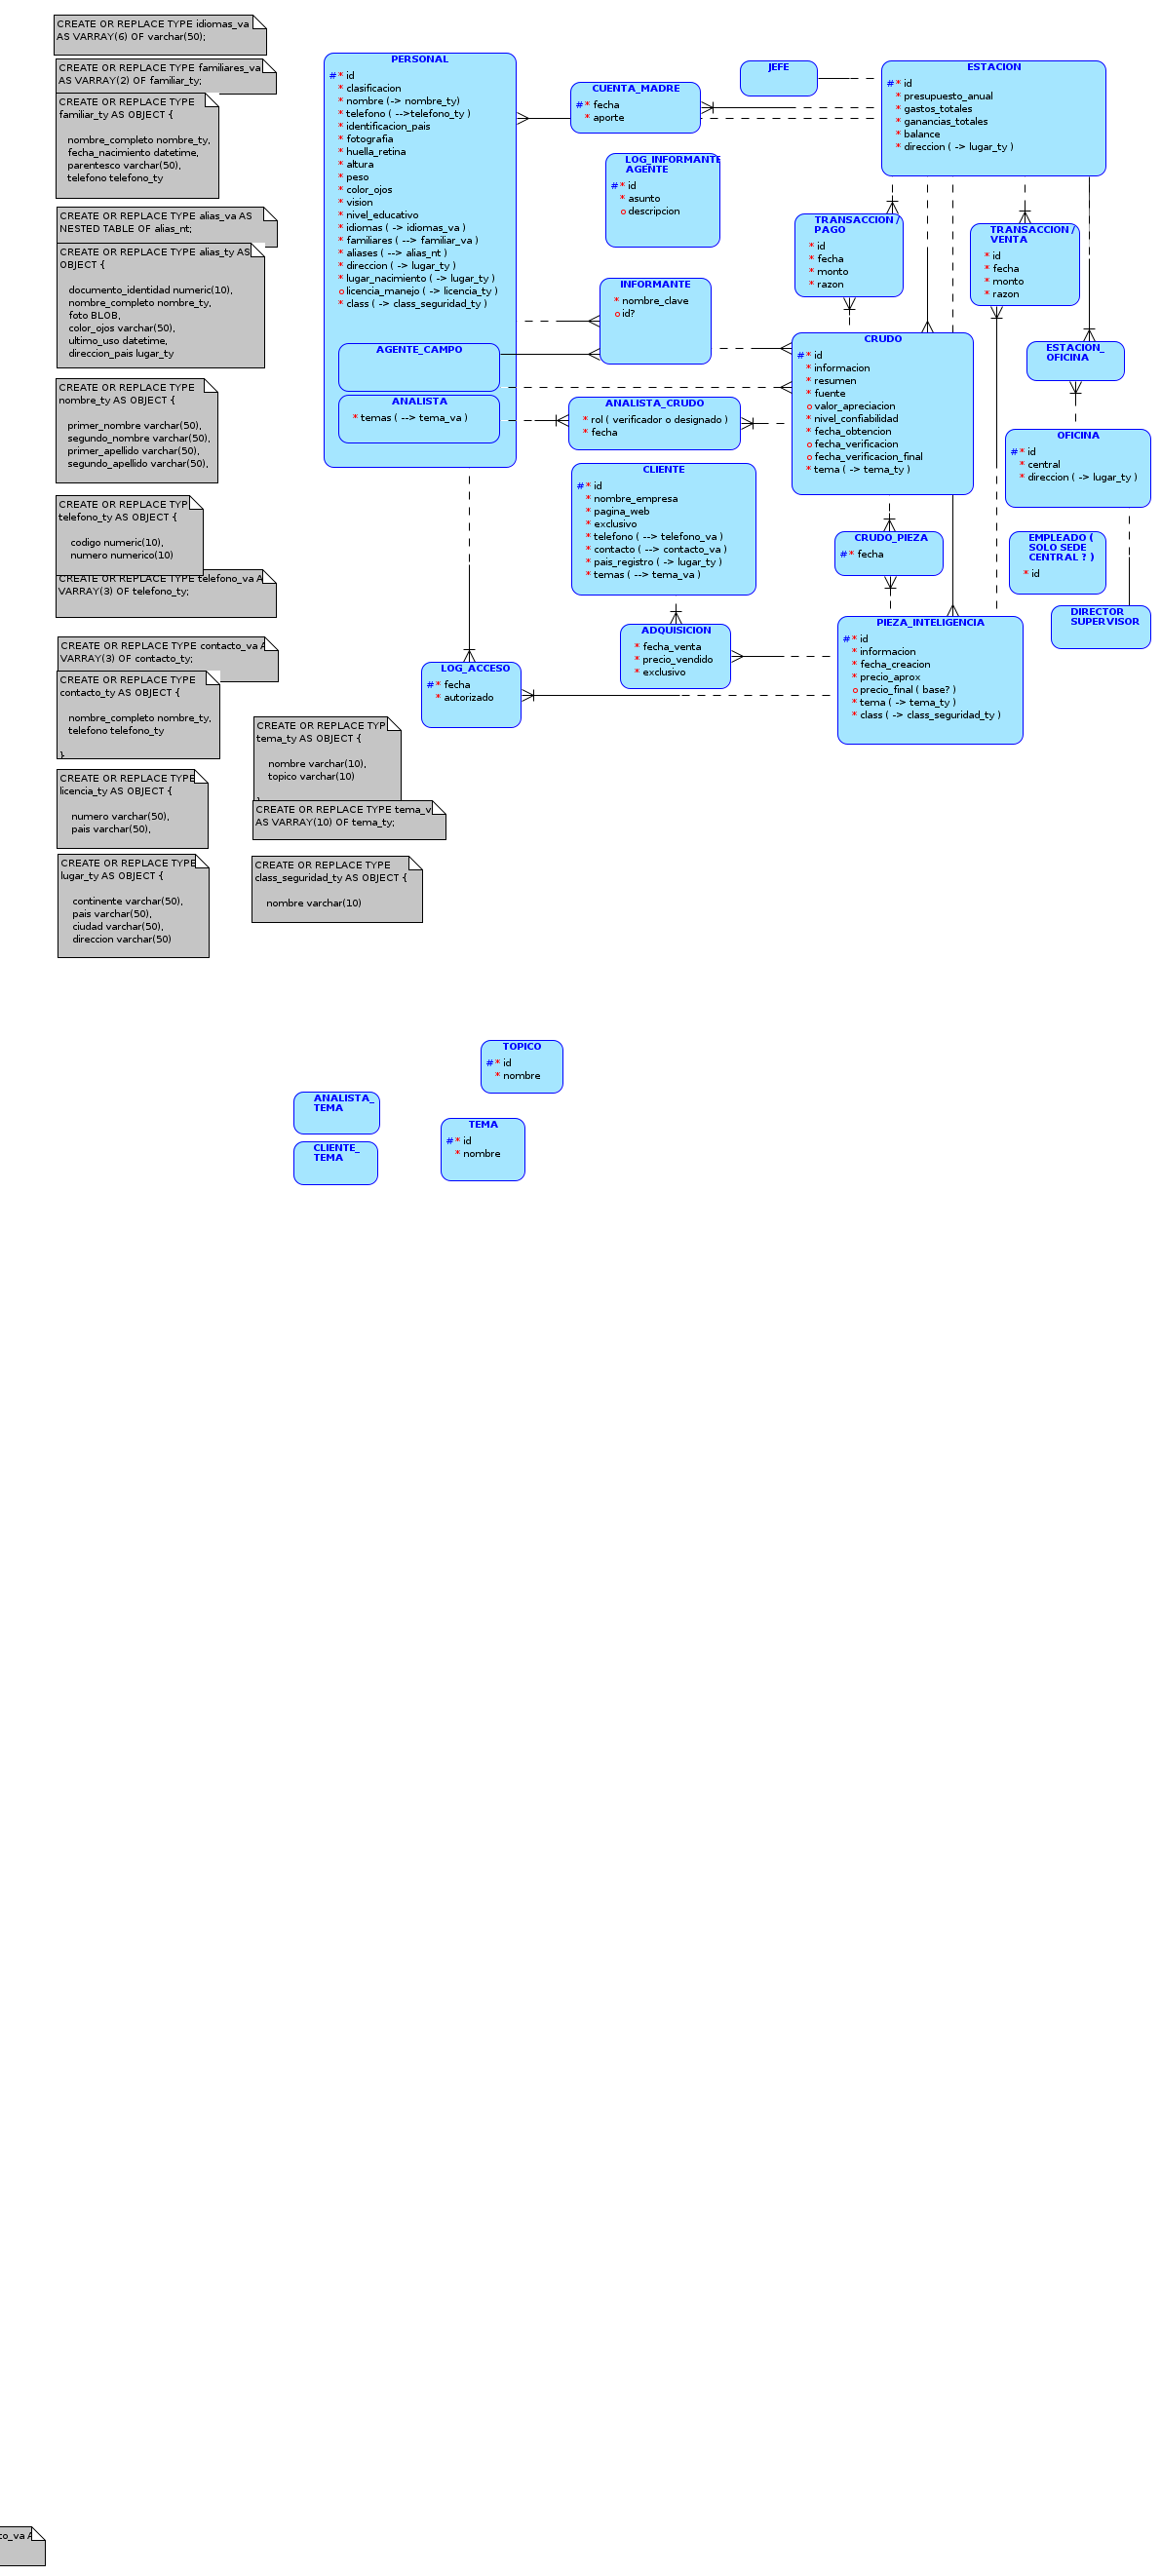 CREATE OR REPLACE TYPE idiomas_va
AS VARRAY(6) OF varchar(50);
CREATE OR REPLACE TYPE familiares_va
AS VARRAY(2) OF familiar_ty;
CREATE OR REPLACE TYPE
familiar_ty AS OBJECT {
nombre_completo nombre_ty,
fecha_nacimiento datetime,
parentesco varchar(50),
telefono telefono_ty
CREATE OR REPLACE TYPE alias_va AS
NESTED TABLE OF alias_nt;
CREATE OR REPLACE TYPE alias_ty AS
OBJECT {
documento_identidad numeric(10),
nombre_completo nombre_ty,
foto BLOB,
color_ojos varchar(50),
ultimo_uso datetime,
direccion_pais lugar_ty
CREATE OR REPLACE TYPE
nombre_ty AS OBJECT {
primer_nombre varchar(50),
segundo_nombre varchar(50),
primer_apellido varchar(50),
segundo_apellido varchar(50),
CREATE OR REPLACE TYP
telefono_ty AS OBJECT {
codigo numeric(10),
numero numerico(10)
CREATE OR REPLACE TYPE telefono_va A
VARRAY(3) OF telefono_ty;
CREATE OR REPLACE TYPE contacto_va A
VARRAY(3) OF contacto_ty;
CREATE OR REPLACE TYPE
contacto_ty AS OBJECT {
nombre_completo nombre_ty,
telefono telefono_ty
}
CREATE OR REPLACE TYPE
licencia_ty AS OBJECT {
numero varchar(50),
pais varchar(50),
CREATE OR REPLACE TYPE
lugar_ty AS OBJECT {
continente varchar(50),
pais varchar(50),
ciudad varchar(50),
direccion varchar(50)
CREATE OR REPLACE TYP
tema_ty AS OBJECT {
nombre varchar(10),
topico varchar(10)
CREATE OR REPLACE TYPE tema_v
AS VARRAY(10) OF tema_ty;
CREATE OR REPLACE TYPE
class_seguridad_ty AS OBJECT {
nombre varchar(10)
PERSONAL
# * id
* clasificacion
* nombre (-> nombre_ty)
* telefono ( -->telefono_ty )
* identificacion_pais
* fotografia
* huella_retina
* altura
* peso
* color_ojos
* vision
* nivel_educativo
* idiomas ( -> idiomas_va )
* familiares ( --> familiar_va )
* aliases ( --> alias_nt )
* direccion ( -> lugar_ty )
* lugar_nacimiento ( -> lugar_ty )
o licencia_manejo ( -> licencia_ty )
* class ( -> class_seguridad_ty )
AGENTE_CAMPO
ANALISTA
* temas ( --> tema_va )
CUENTA_MADRE
# * fecha
* aporte
JEFE
ESTACION
# * id
* presupuesto_anual
* gastos_totales
* ganancias_totales
* balance
* direccion ( -> lugar_ty )
LOG_INFORMANTE
AGENTE
# * id
* asunto
o descripcion
TRANSACCION /
PAGO
* id
* fecha
* monto
* razon
TRANSACCION /
VENTA
* id
* fecha
* monto
* razon
INFORMANTE
* nombre_clave
o id?
CRUDO
# * id
* informacion
* resumen
* fuente
o valor_apreciacion
* nivel_confiabilidad
* fecha_obtencion
o fecha_verificacion
o fecha_verificacion_final
* tema ( -> tema_ty )
ESTACION_
OFICINA
ANALISTA_CRUDO
* rol ( verificador o designado )
* fecha
OFICINA
# * id
* central
* direccion ( -> lugar_ty )
CLIENTE
# * id
* nombre_empresa
* pagina_web
* exclusivo
* telefono ( --> telefono_va )
* contacto ( --> contacto_va )
* pais_registro ( -> lugar_ty )
* temas ( --> tema_va )
CRUDO_PIEZA
# * fecha
EMPLEADO (
SOLO SEDE
CENTRAL ? )
* id
DIRECTOR
SUPERVISOR
ADQUISICION
* fecha_venta
* precio_vendido
* exclusivo
PIEZA_INTELIGENCIA
# * id
* informacion
* fecha_creacion
* precio_aprox
o precio_final ( base? )
* tema ( -> tema_ty )
* class ( -> class_seguridad_ty )
LOG_ACCESO
# * fecha
* autorizado
TOPICO
# * id
* nombre
ANALISTA_
TEMA
CLIENTE_
TEMA
TEMA
# * id
* nombre
to_va A